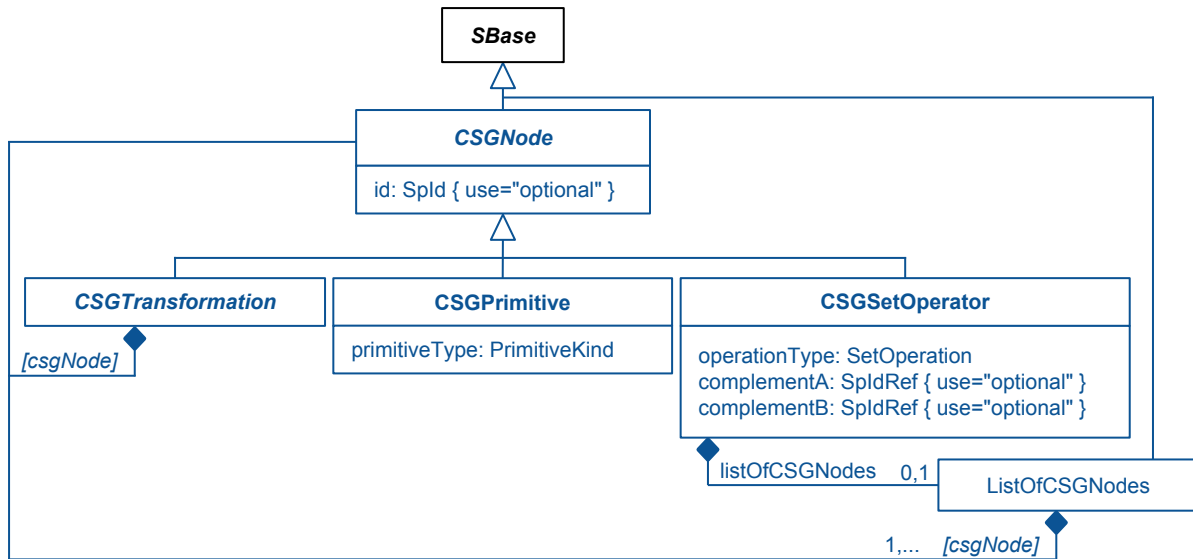 SBase
CSGNode
id: SpId { use="optional" }
CSGTransformation
CSGPrimitive
CSGSetOperator
primitiveType: PrimitiveKind
operationType: SetOperation
complementA: SpIdRef { use="optional" }
complementB: SpIdRef { use="optional" }
[csgNode]
listOfCSGNodes 0,1
ListOfCSGNodes
1,... [csgNode]